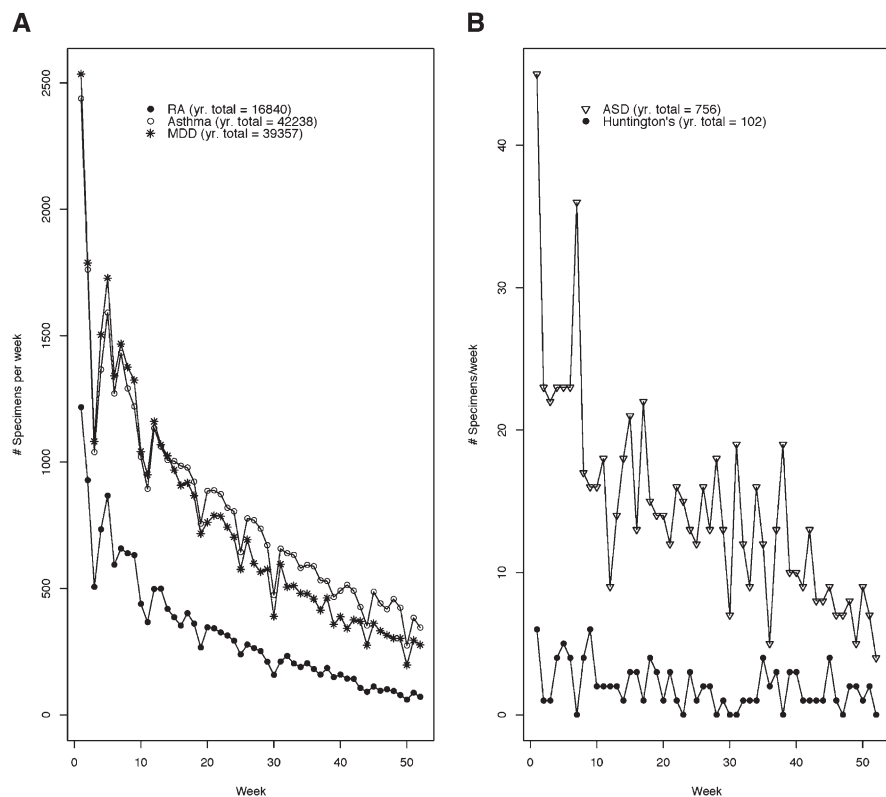 A
# Specimens per week
2500
2000
1500
1000
500
0
RA (yr. total = 16840)
Asthma (yr. total = 42238)
MDD (yr. total = 39357)
0 10 20 30 40 50
Week
B
# Specimens/week
40
30
20
10
0
ASD (yr. total = 756)
Huntington's (yr. total = 102)
0 10 20 30 40 50
Week